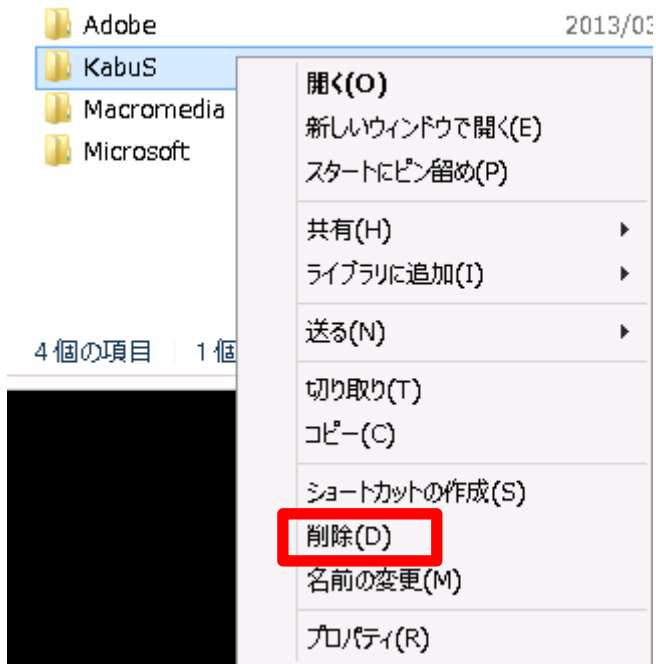 Adobe 2013/03
KabuS
Macromedia
Microsoft
4 個の項目 1 個
開く(O)
新しいウィンドウで開く(E)
スタートにピン留め(P)
共有(H)
ライブラリに追加(I)
送る(N)
切り取り(T)
コピー(C)
ショートカットの作成(S)
削除(D)
名前の変更(M)
プロパティ(R)